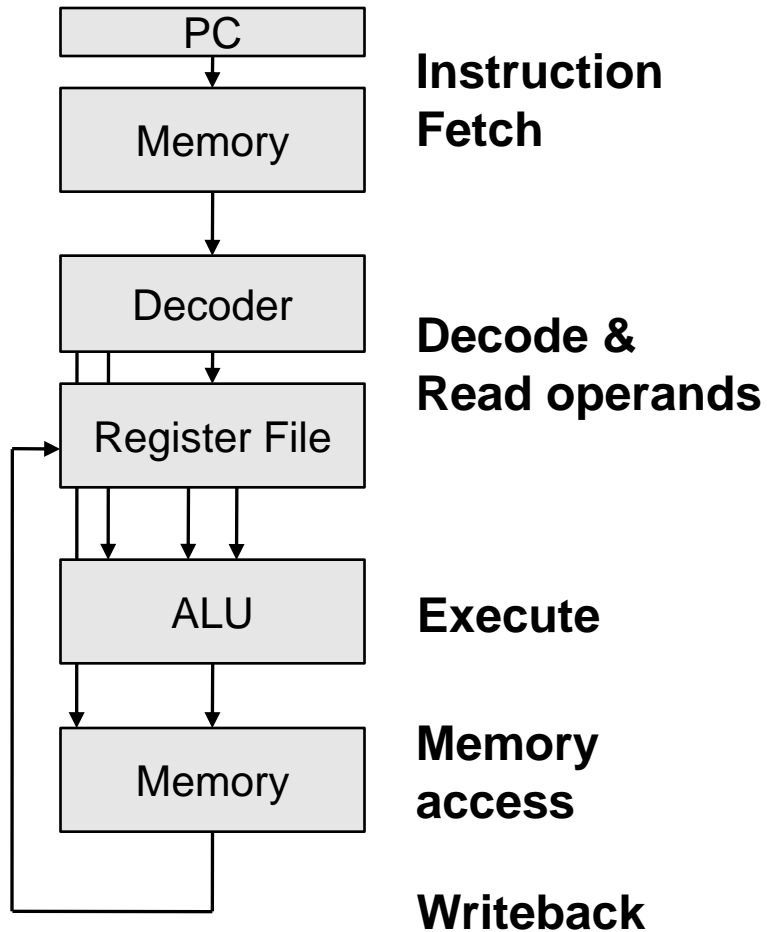 PC
Instruction
Fetch
Memory
Decoder
Decode &
Read operands
Register File
ALU
Execute
Memory
access
Memory
Writeback